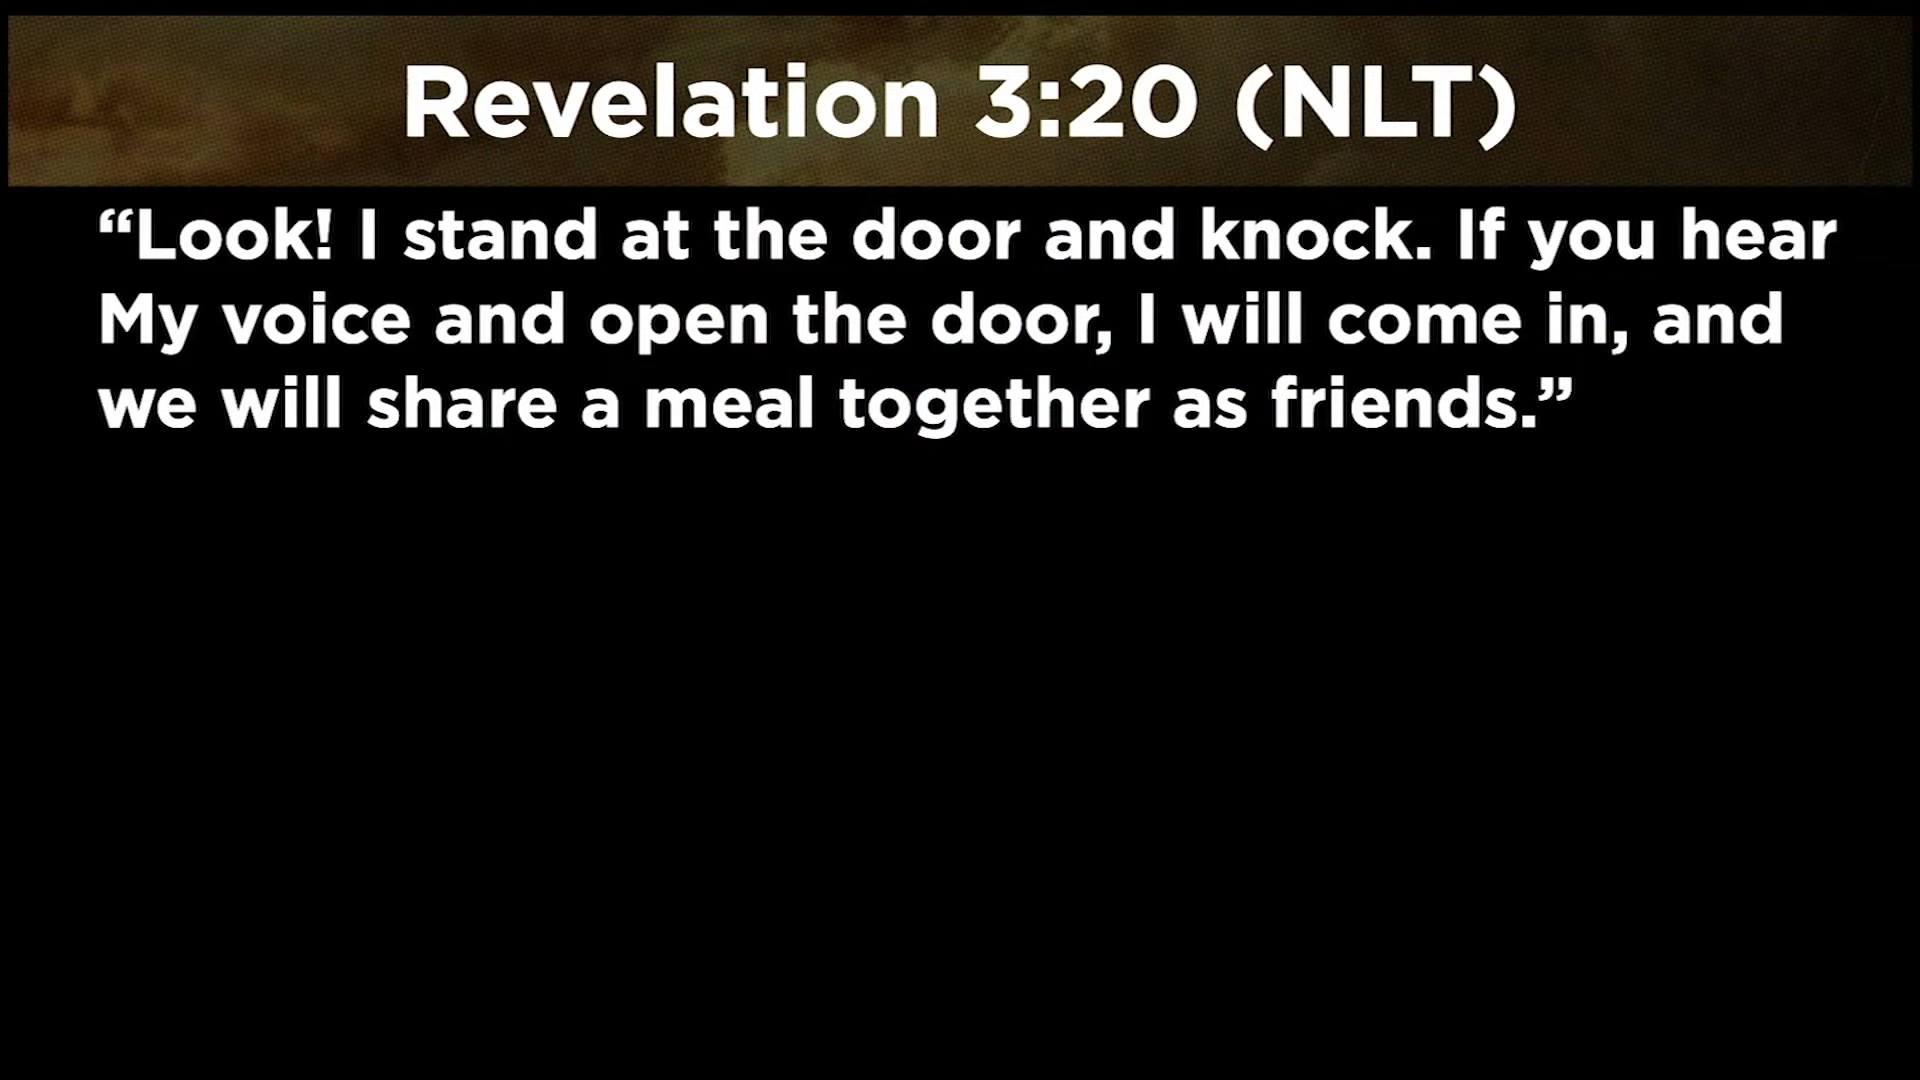 Revelation 3:20 (NLT)
“Look! I stand at the door and knock. If you hear
My voice and open the door, I will come in, and
we will share a meal together as friends.”